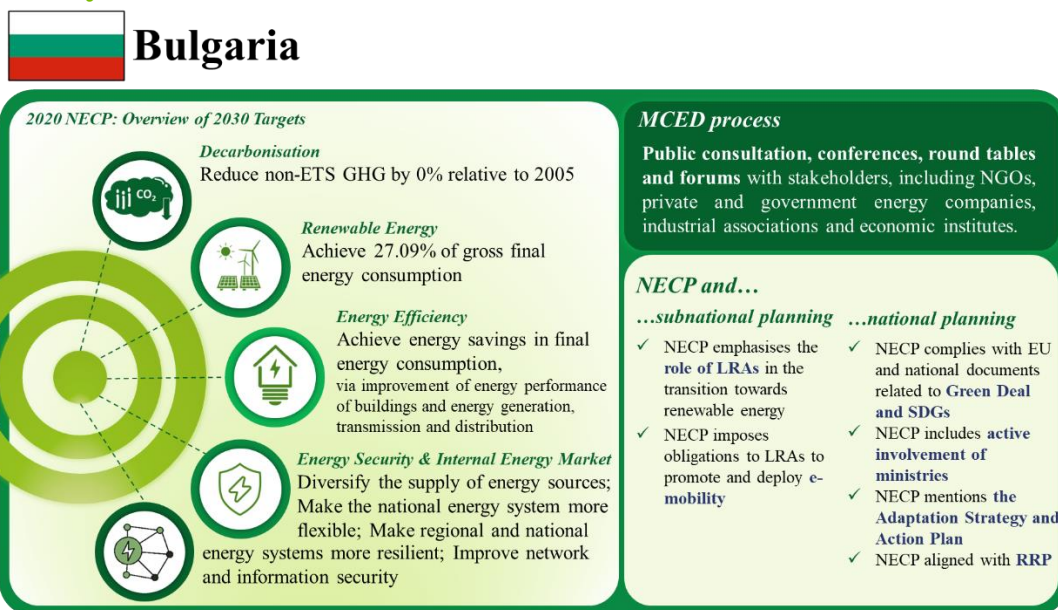 Bulgaria
2020 NECP: Overview of 2030 Targets
Decarbonisation
Reduce non-ETS GHG by 0% relative to 2005
CO₂
Renewable Energy
Achieve 27.09% of gross final
energy consumption
Energy Efficiency
Achieve energy savings in final
energy consumption,
via improvement of energy performance
of buildings and energy generation,
transmission and distribution
Energy Security & Internal Energy Market
Diversify the supply of energy sources;
Make the national energy system more
flexible; Make regional and national
energy systems more resilient; Improve network
and information security
MCED process
Public consultation, conferences, round tables
and forums with stakeholders, including NGOs,
private and government energy companies,
industrial associations and economic institutes.
NECP and…
…subnational planning
✓ NECP emphasises the
role of LRAs in the
transition towards
renewable energy
✓ NECP imposes
obligations to LRAs to
promote and deploy e-
mobility
…national planning
✓ NECP complies with EU
and national documents
related to Green Deal
and SDGs
✓ NECP includes active
involvement of
ministries
✓ NECP mentions the
Adaptation Strategy and
Action Plan
✓ NECP aligned with RRP